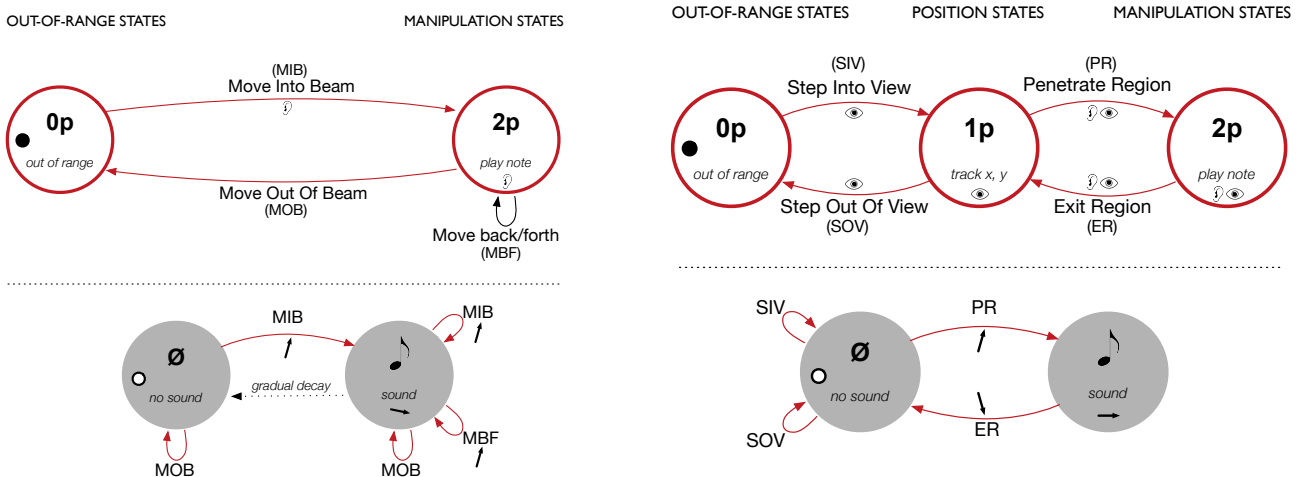 OUT-OF-RANGE STATES
MANIPULATION STATES
(MIB)
Move Into Beam
0p
out of range
2p
play note
Move Out Of Beam
(MOB)
Move back/forth
(MBF)
MIB
MIB
Ø
no sound
gradual decay
sound
MBF
MOB
MOB
OUT-OF-RANGE STATES
POSITION STATES
MANIPULATION STATES
(SIV)
Step Into View
(PR)
Penetrate Region
0p
out of range
1p
track x, y
2p
play note
Step Out Of View
(SOV)
Exit Region
(ER)
SIV
PR
Ø
no sound
sound
SOV
ER